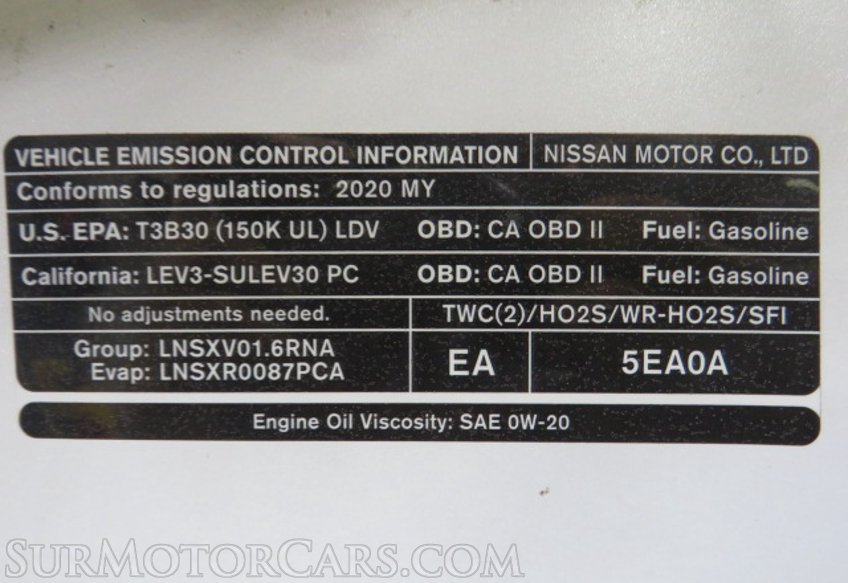 VEHICLE EMISSION CONTROL INFORMATION NISSAN MOTOR CO., LTD
Conforms to regulations: 2020 MY
U.S. EPA: T3B30 (150K UL) LDV OBD: CA OBD II Fuel: Gasoline
California: LEV3-SULEV30 PC OBD: CA OBD II Fuel: Gasoline
No adjustments needed. TWC(2)/HO2S/WR-HO2S/SFI
Group: LNSXV01.6RNA
Evap: LNSXR0087PCA
EA 5EA0A
Engine Oil Viscosity: SAE 0W-20
SURMOTORCARS.COM